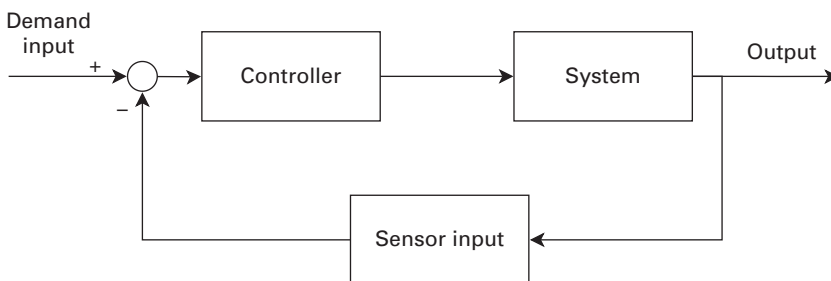 Demand
input
+
Controller
System
Output
−
Sensor input